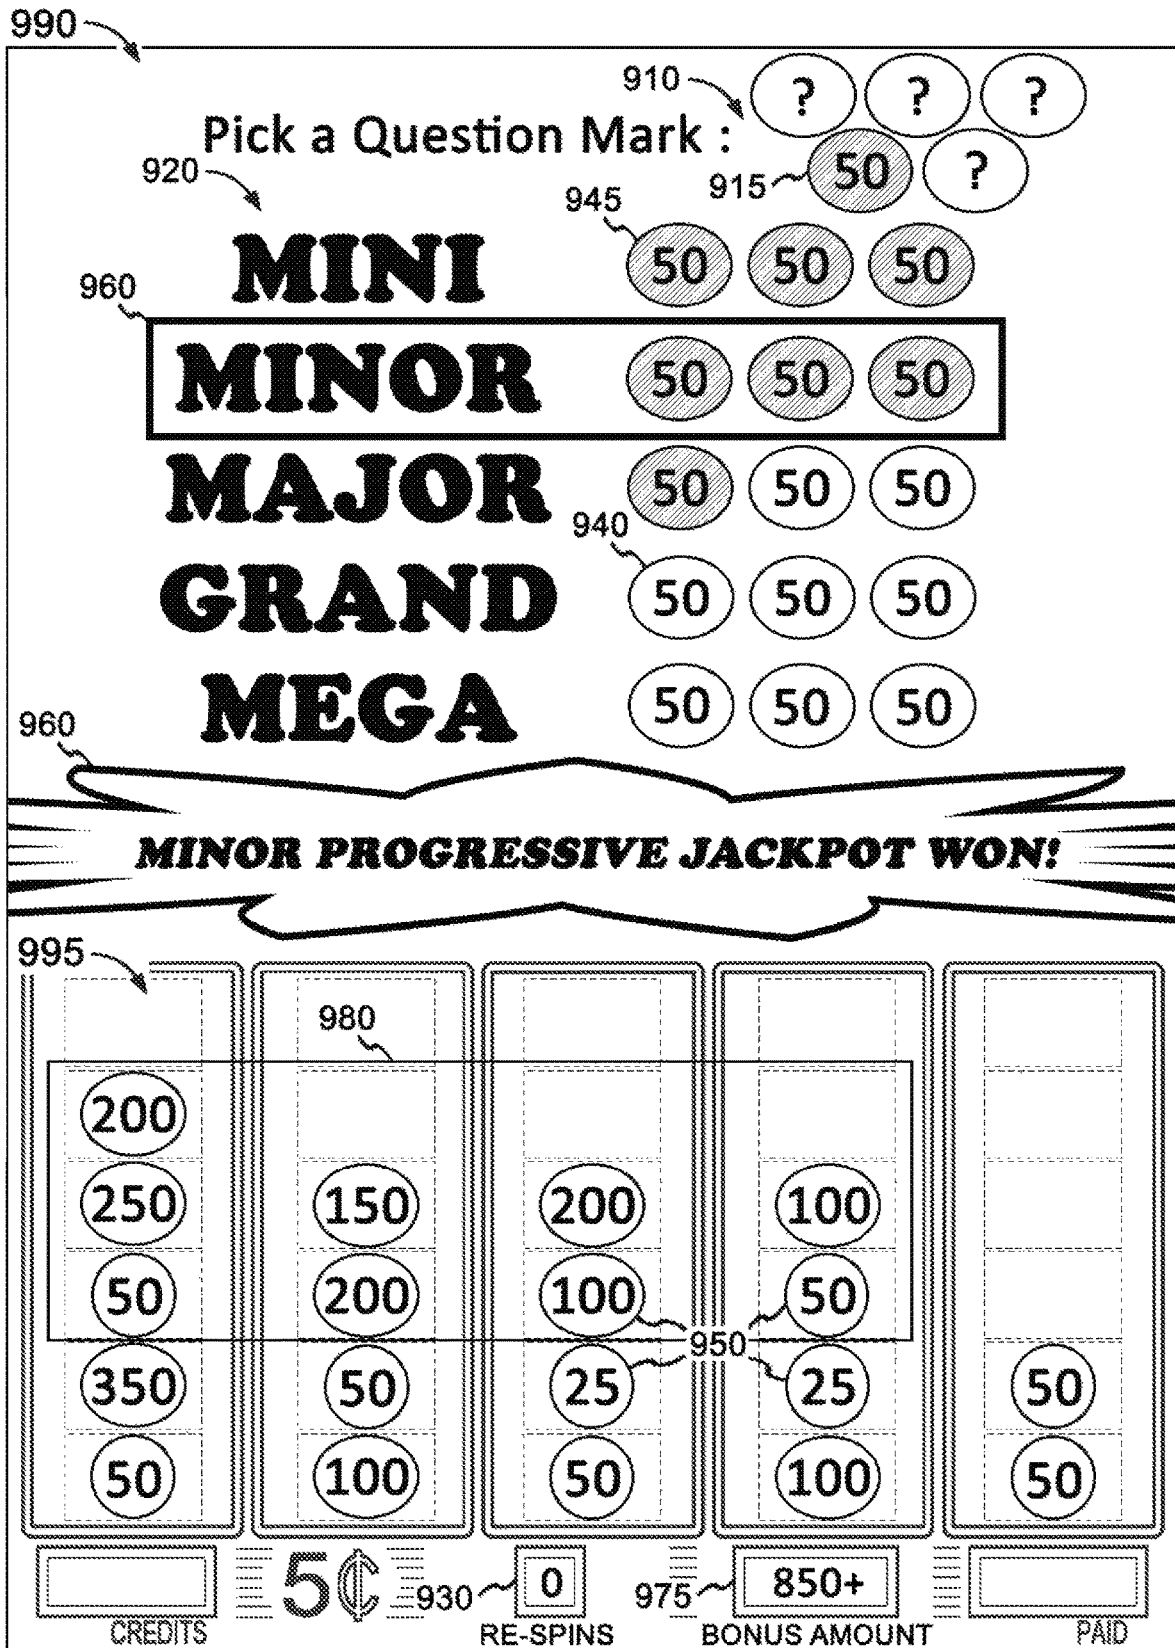 990
910 ? ? ?
Pick a Question Mark :
920 915 50 ?
945
MINI 50 50 50
960
MINOR 50 50 50
MAJOR 50 50 50
940
GRAND 50 50 50
MEGA 50 50 50
960
MINOR PROGRESSIVE JACKPOT WON!
995
980
200
250 150 200 100
50 200 100 50
950
350 50 25 25 50
50 100 50 100 50
5¢ 930 0 975 850+
CREDITS RE-SPINS BONUS AMOUNT PAID